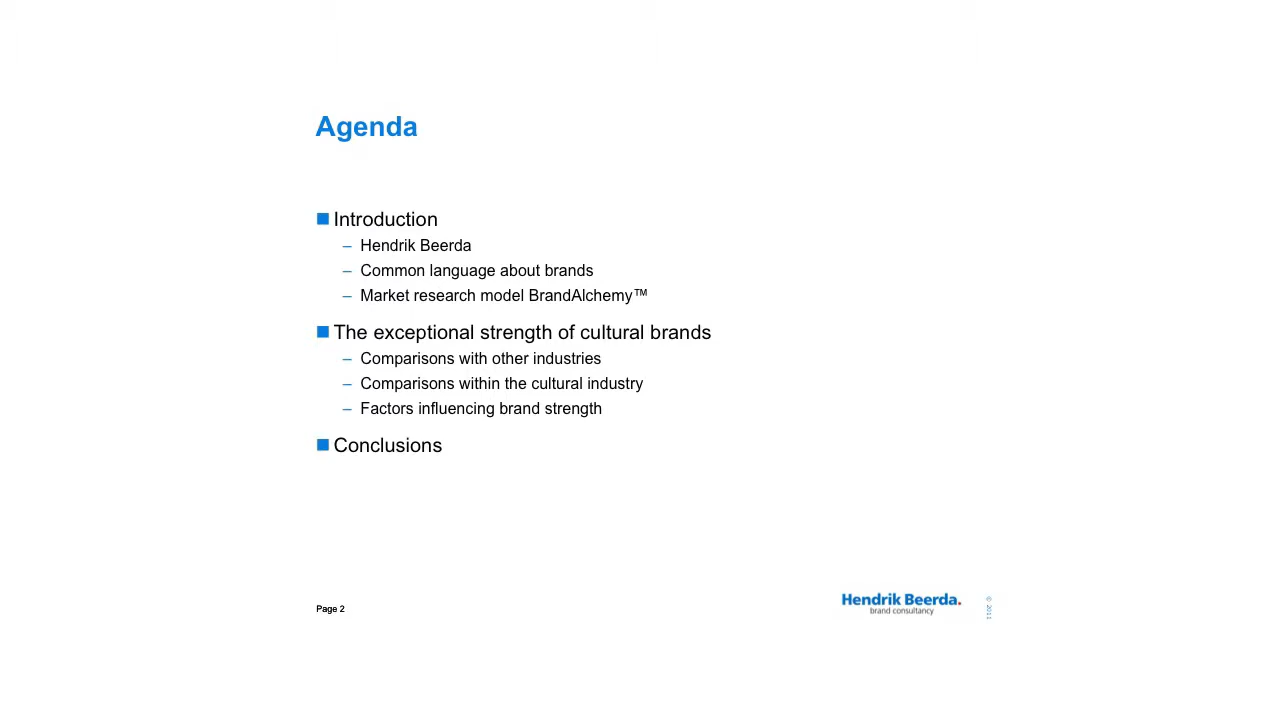 Agenda
Introduction
– Hendrik Beerda
– Common language about brands
– Market research model BrandAlchemy™
The exceptional strength of cultural brands
– Comparisons with other industries
– Comparisons within the cultural industry
– Factors influencing brand strength
Conclusions
Page 2
Hendrik Beerda.
brand consultancy
© 2011